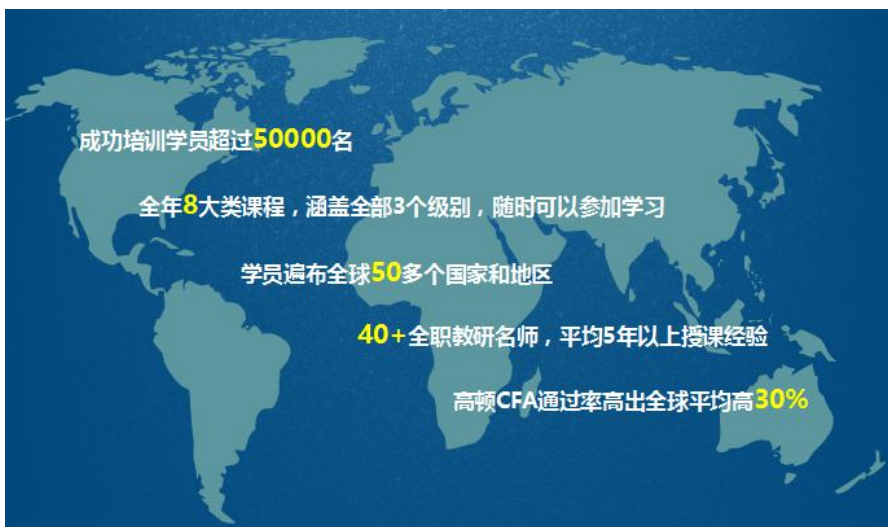 成功培训学员超过50000名
全年8大类课程，涵盖全部3个级别，随时可以参加学习
学员遍布全球50多个国家和地区
40+全职教研名师，平均5年以上授课经验
高顿CFA通过率高出全球平均高30%